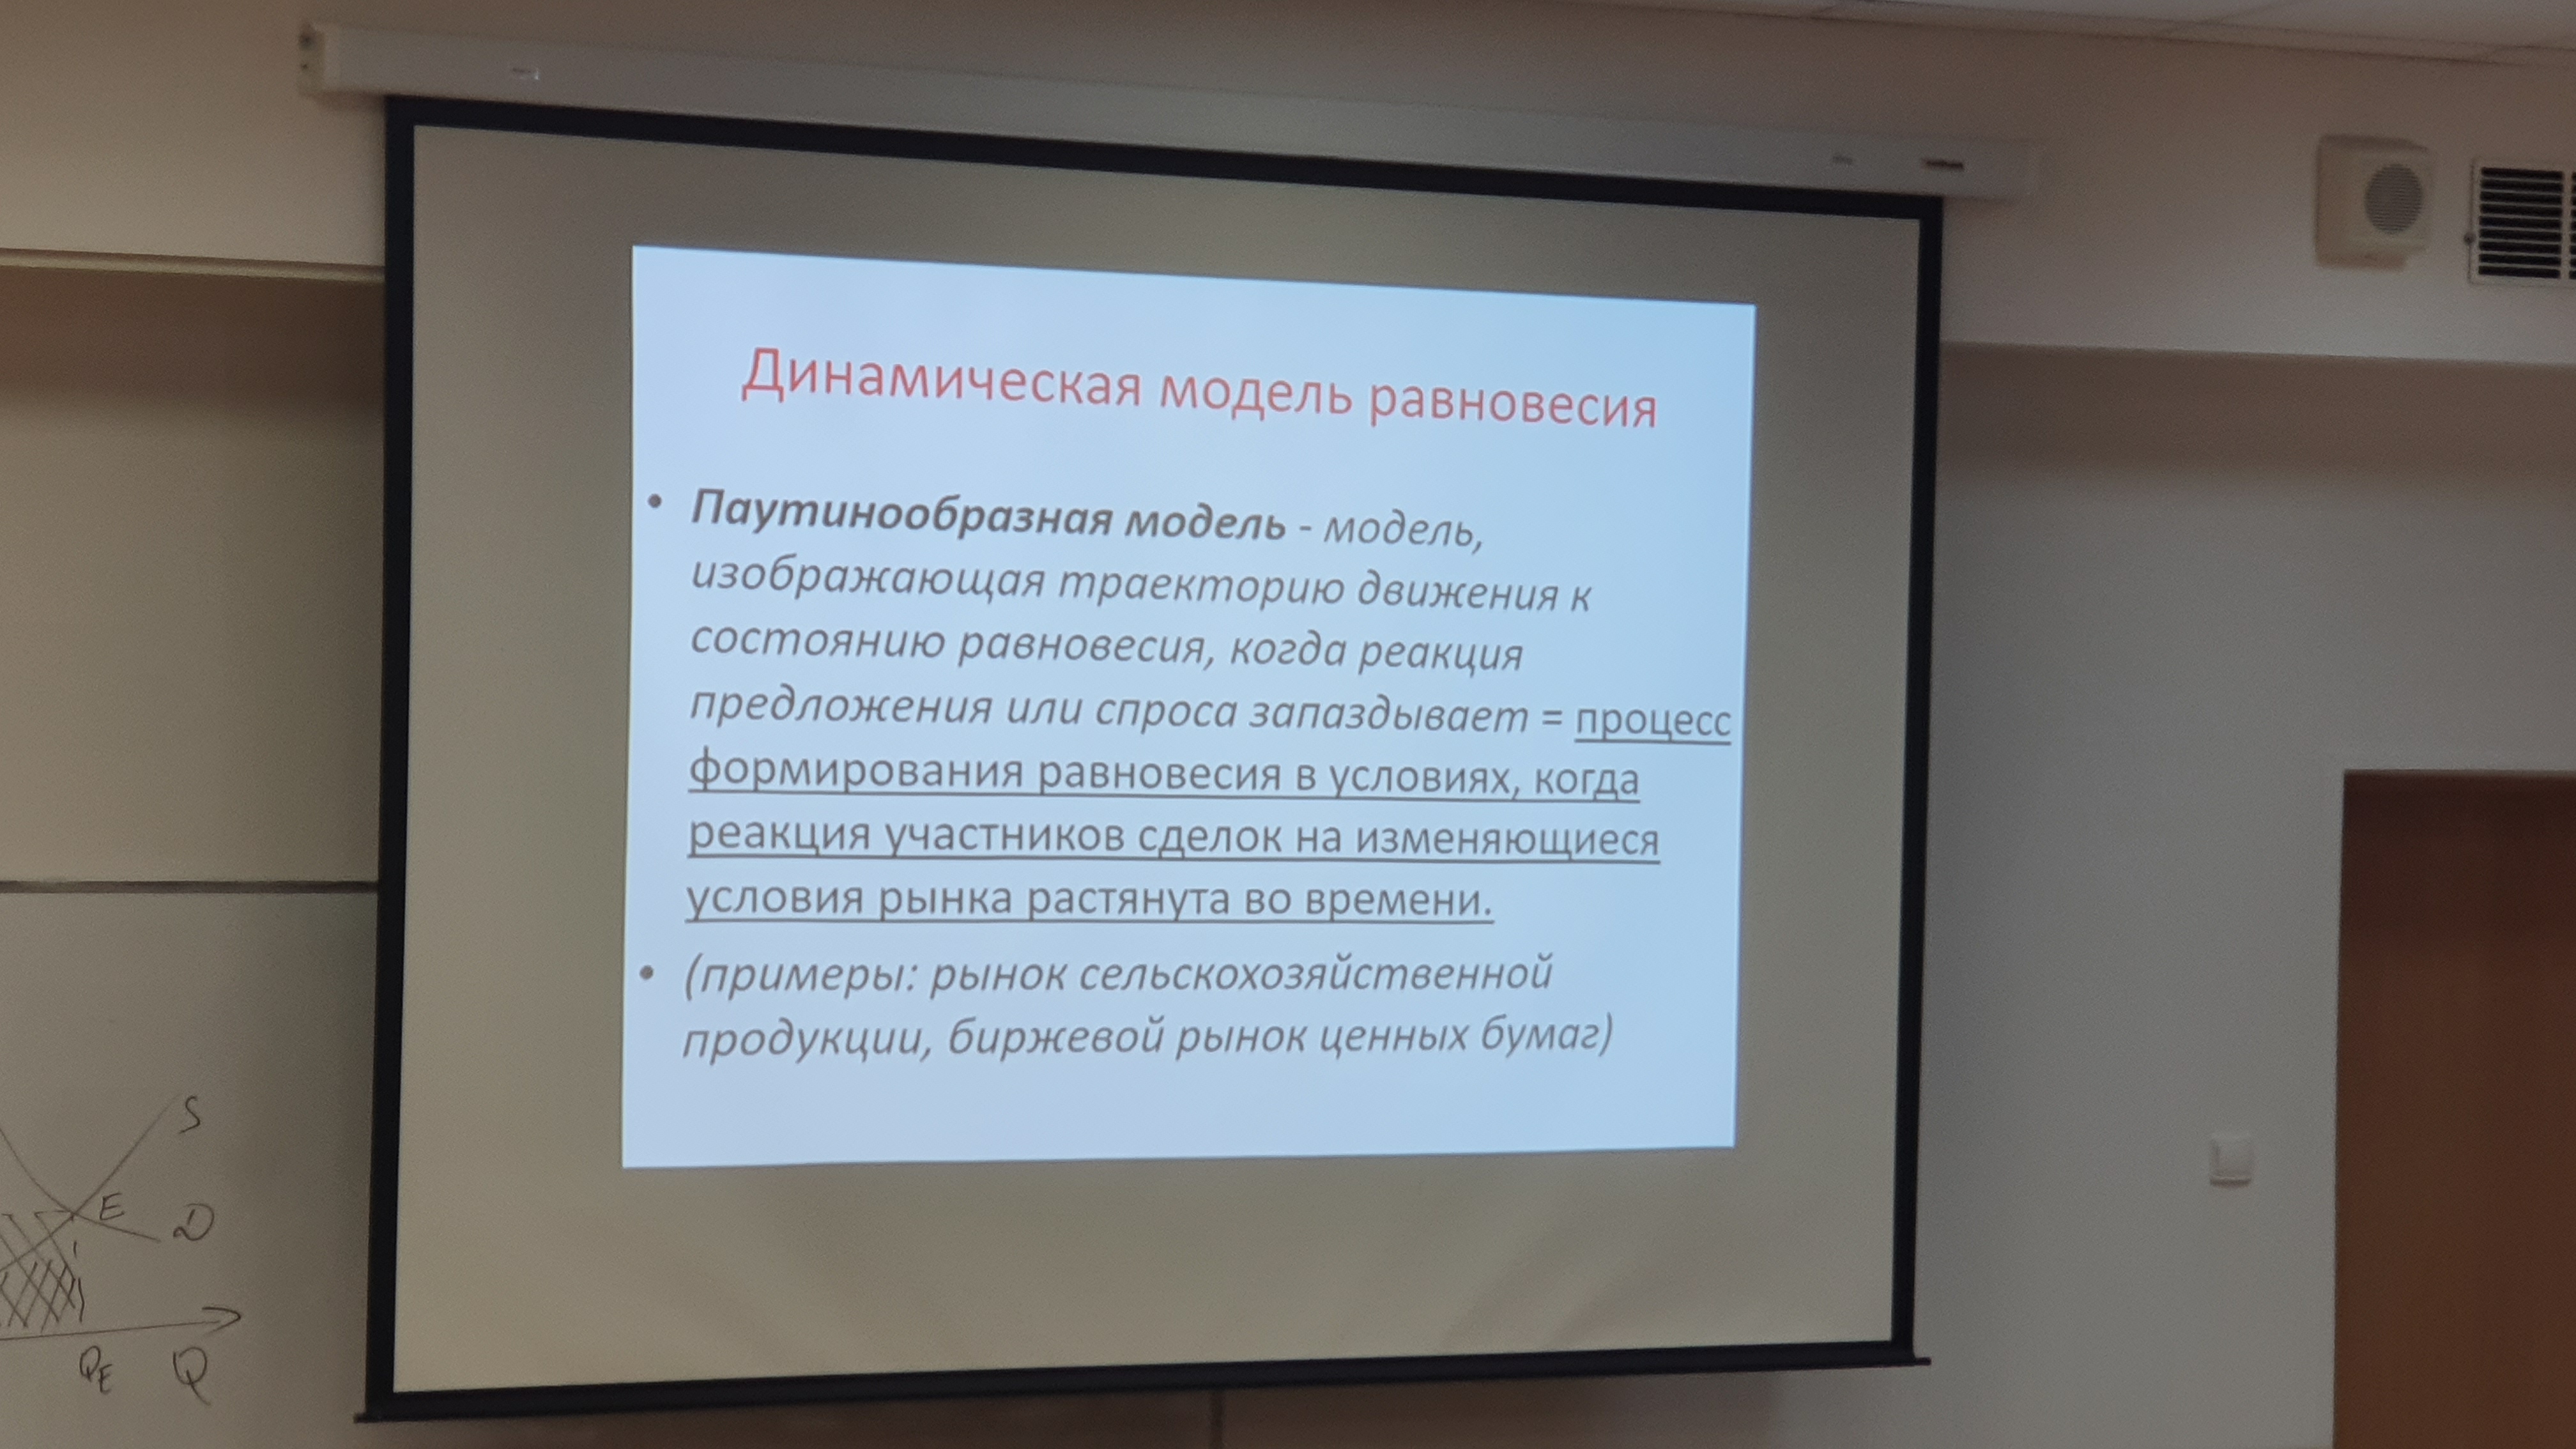 Динамическая модель равновесия
• Паутинообразная модель - модель,
изображающая траекторию движения к
состоянию равновесия, когда реакция
предложения или спроса запаздывает = процесс
формирования равновесия в условиях, когда
реакция участников сделок на изменяющиеся
условия рынка растянута во времени.
• (примеры: рынок сельскохозяйственной
продукции, биржевой рынок ценных бумаг)
S
E
D
QE
Q